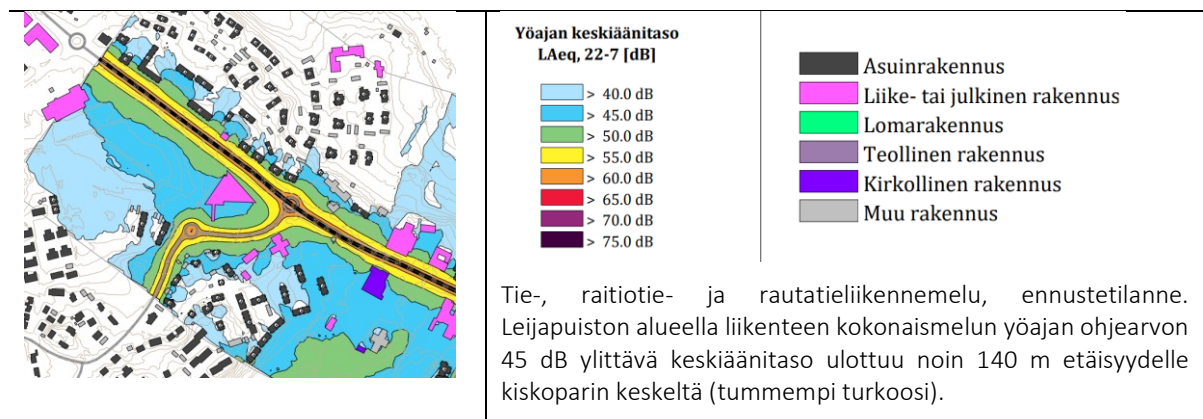 Yöajan keskiäänitaso
LAeq, 22-7 [dB]
> 40.0 dB
> 45.0 dB
> 50.0 dB
> 55.0 dB
> 60.0 dB
> 65.0 dB
> 70.0 dB
> 75.0 dB
Asuinrakennus
Liike- tai julkinen rakennus
Lomarakennus
Teollinen rakennus
Kirkollinen rakennus
Muu rakennus
Tie-, raitiotie- ja rautatieliikennemelu, ennustetilanne.
Leijapuiston alueella liikenteen kokonaismelun yöajan ohjearvon
45 dB ylittävä keskiäänitaso ulottuu noin 140 m etäisyydelle
kiskoparin keskeltä (tummempi turkoosi).